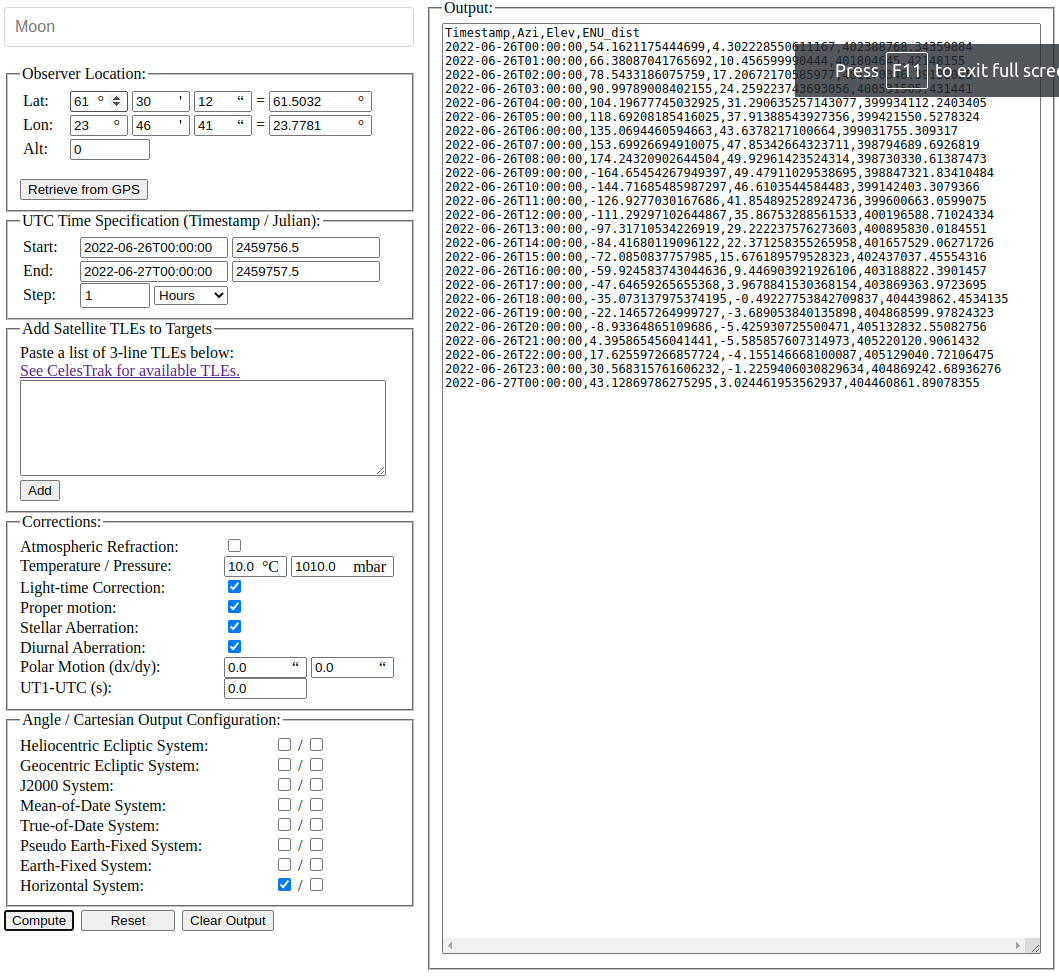 Moon
Observer Location:
Lat: 61 ° 30 ' 12 “ = 61.5032 °
Lon: 23 ° 46 ' 41 “ = 23.7781 °
Alt: 0
Retrieve from GPS
UTC Time Specification (Timestamp / Julian):
Start: 2022-06-26T00:00:00 2459756.5
End: 2022-06-27T00:00:00 2459757.5
Step: 1 Hours
Add Satellite TLEs to Targets
Paste a list of 3-line TLEs below:
See CelesTrak for available TLEs.
Add
Corrections:
Atmospheric Refraction:
Temperature / Pressure: 10.0 °C 1010.0 mbar
Light-time Correction:
Proper motion:
Stellar Aberration:
Diurnal Aberration:
Polar Motion (dx/dy): 0.0 “ 0.0 “
UT1-UTC (s): 0.0
Angle / Cartesian Output Configuration:
Heliocentric Ecliptic System: /
Geocentric Ecliptic System: /
J2000 System: /
Mean-of-Date System: /
True-of-Date System: /
Pseudo Earth-Fixed System: /
Earth-Fixed System: /
Horizontal System: /
Compute Reset Clear Output
Output:
Timestamp,Azi,Elev,ENU_dist
2022-06-26T00:00:00,54.1621175444699,4.302228550611167,402388768.34359884
2022-06-26T01:00:00,66.38087041765692,10.456599990444,401804645.42148155
2022-06-26T02:00:00,78.5433186075759
2022-06-26T03:00:00,90.99789008402155
2022-06-26T04:00:00,104.19677745032925,31.290635257143077,399934112.2403405
2022-06-26T05:00:00,118.69208185416025,37.91388543927356,399421550.5278324
2022-06-26T06:00:00,135.0694460594663,43.6378217100664,399031755.309317
2022-06-26T07:00:00,153.69926694910075,47.85342664323711,398794689.6926819
2022-06-26T08:00:00,174.24320902644504,49.92961423524314,398730330.61387473
2022-06-26T09:00:00,-164.65454267949397,49.47911029538695,398847321.83410484
2022-06-26T10:00:00,-144.71685485987297,46.6103544584483,399142403.3079366
2022-06-26T11:00:00,-126.9277030167686,41.854892528924736,399600663.0599075
2022-06-26T12:00:00,-111.29297102644867,35.86753288561533,400196588.71024334
2022-06-26T13:00:00,-97.31710534226919,29.222237576273603,400895830.0184551
2022-06-26T14:00:00,-84.41680119096122,22.371258355265958,401657529.06271726
2022-06-26T15:00:00,-72.0850837757985,15.676189579528323,402437037.45554316
2022-06-26T16:00:00,-59.924583743044636,9.446903921926106,403188822.3901457
2022-06-26T17:00:00,-47.64659265655368,3.9678841530368154,403869363.9723695
2022-06-26T18:00:00,-35.073137975374195,-0.49227753842709837,404439862.4534135
2022-06-26T19:00:00,-22.14657264999727,-3.689053840135898,404868599.97824323
2022-06-26T20:00:00,-8.93364865109686,-5.425930725500471,405132832.55082756
2022-06-26T21:00:00,4.395865456041441,-5.585857607314973,405220120.9061432
2022-06-26T22:00:00,17.625597266857724,-4.155146668100087,405129040.72106475
2022-06-26T23:00:00,30.568315761606232,-1.2259406030829634,404869242.68936276
2022-06-27T00:00:00,43.12869786275295,3.024461953562937,404460861.89078355
Press F11 to exit full scre